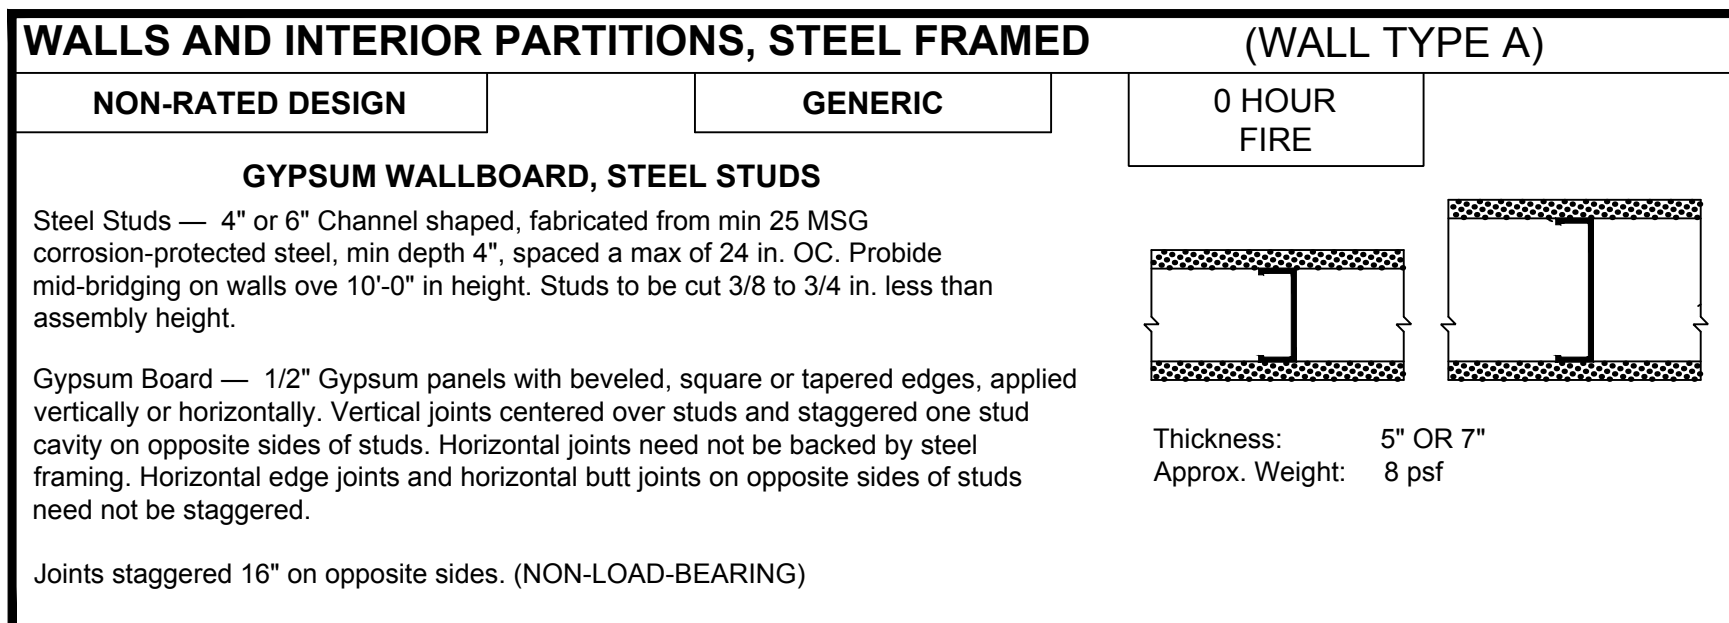 WALLS AND INTERIOR PARTITIONS, STEEL FRAMED (WALL TYPE A)
NON-RATED DESIGN GENERIC 0 HOUR
FIRE
GYPSUM WALLBOARD, STEEL STUDS
Steel Studs — 4" or 6" Channel shaped, fabricated from min 25 MSG
corrosion-protected steel, min depth 4", spaced a max of 24 in. OC. Probide
mid-bridging on walls ove 10'-0" in height. Studs to be cut 3/8 to 3/4 in. less than
assembly height.
Gypsum Board — 1/2" Gypsum panels with beveled, square or tapered edges, applied
vertically or horizontally. Vertical joints centered over studs and staggered one stud
cavity on opposite sides of studs. Horizontal joints need not be backed by steel
framing. Horizontal edge joints and horizontal butt joints on opposite sides of studs
need not be staggered.
Joints staggered 16" on opposite sides. (NON-LOAD-BEARING)
Thickness: 5" OR 7"
Approx. Weight: 8 psf